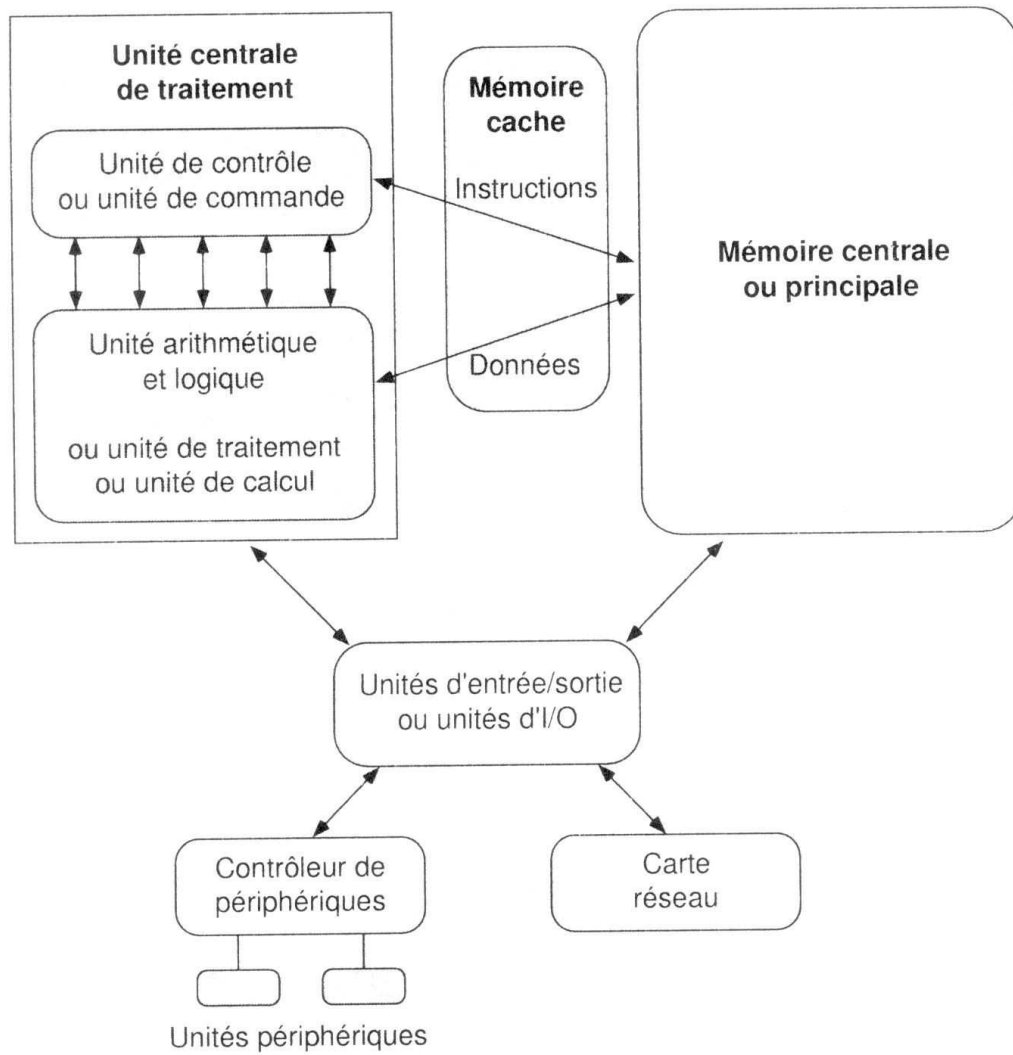 Unité centrale
de traitement
Unité de contrôle
ou unité de commande
Unité arithmétique
et logique
ou unité de traitement
ou unité de calcul
Mémoire
cache
Instructions
Données
Mémoire centrale
ou principale
Unités d'entrée/sortie
ou unités d'I/O
Contrôleur de
périphériques
Carte
réseau
Unités périphériques